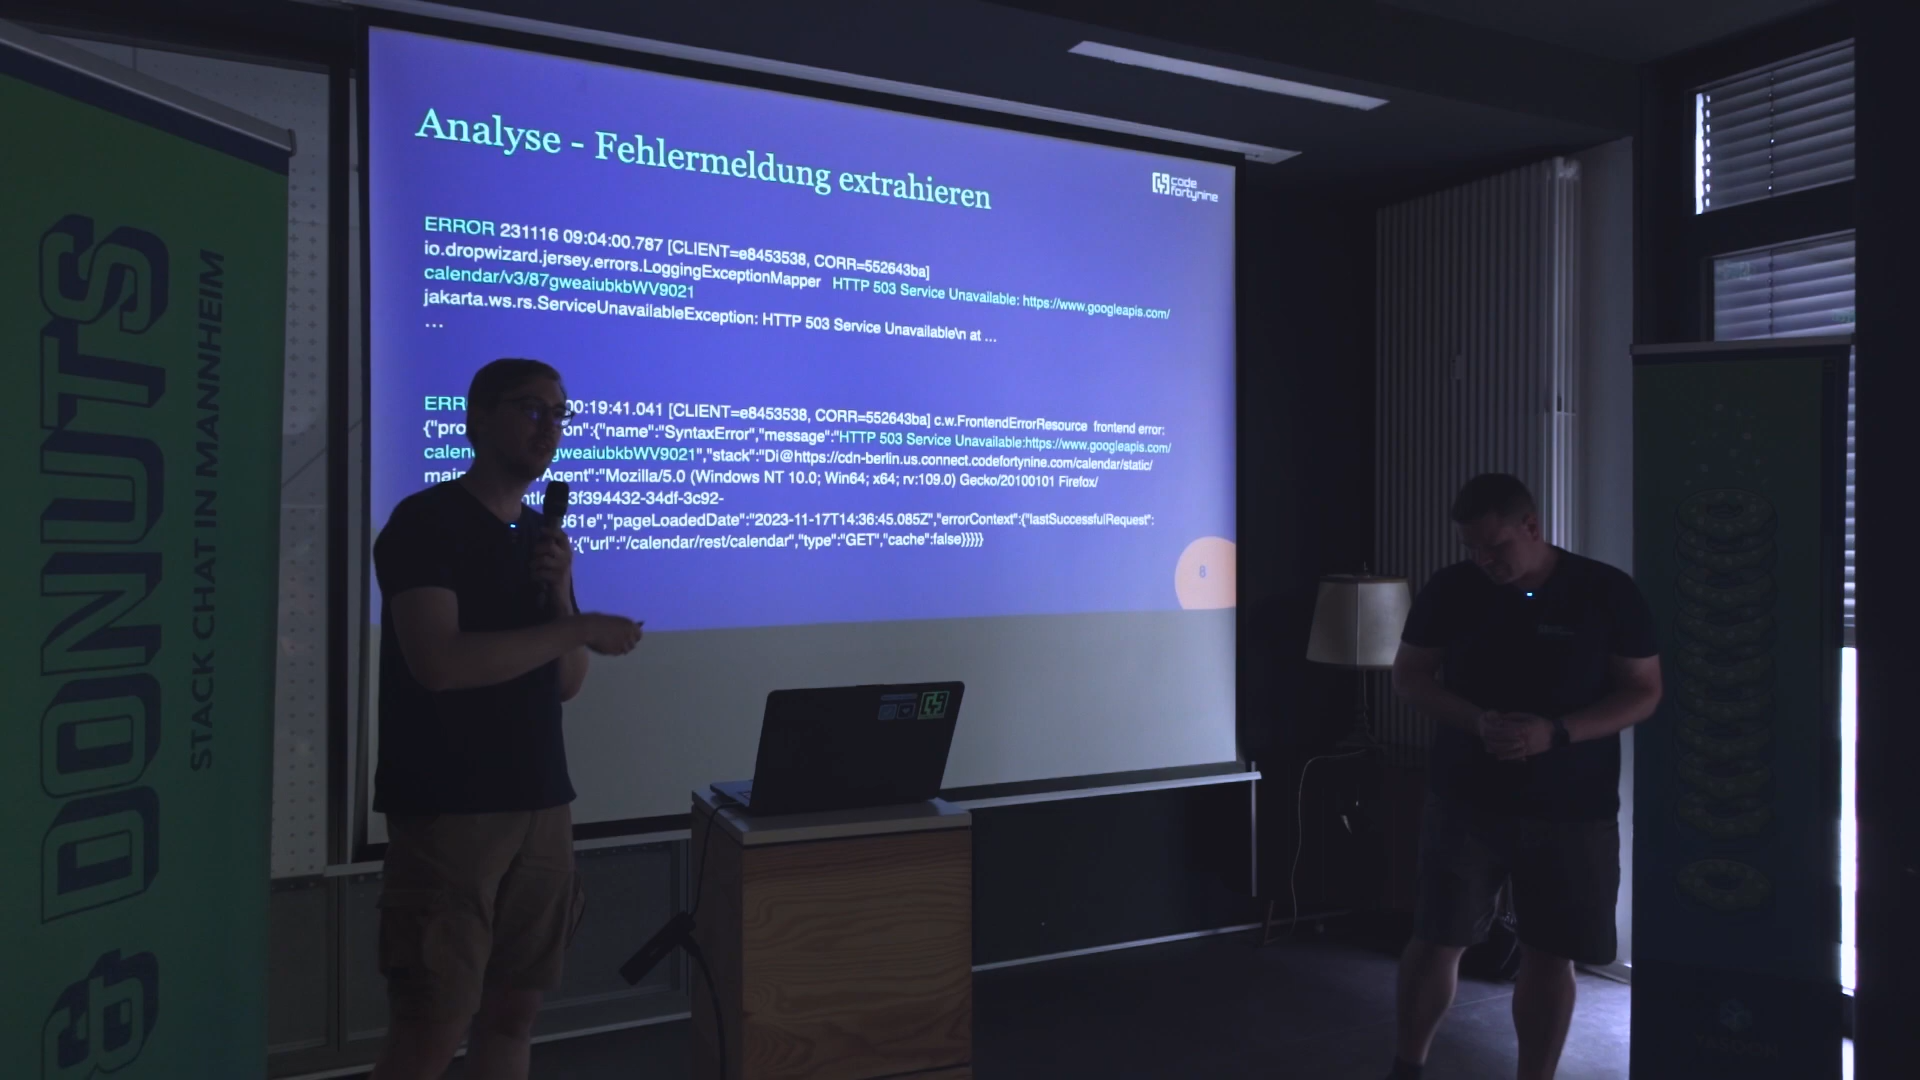 & DONUTS
STACK CHAT IN MANNHEIM
Analyse - Fehlermeldung extrahieren
code
fortynine
ERROR 231116 09:04:00.787 [CLIENT=e8453538, CORR=552643ba]
io.dropwizard.jersey.errors.LoggingExceptionMapper HTTP 503 Service Unavailable: https://www.googleapis.com/
calendar/v3/87gweaiubkbWV9021
jakarta.ws.rs.ServiceUnavailableException: HTTP 503 Service Unavailable\n at ...
...
ERR 00:19:41.041 [CLIENT=e8453538, CORR=552643ba] c.w.FrontendErrorResource frontend error:
{"pro on":{"name":"SyntaxError","message":"HTTP 503 Service Unavailable:https://www.googleapis.com/
calen gweaiubkbWV9021","stack":"Di@https://cdn-berlin.us.connect.codefortynine.com/calendar/static/
main Agent":"Mozilla/5.0 (Windows NT 10.0; Win64; x64; rv:109.0) Gecko/20100101 Firefox/
3f394432-34df-3c92-
361e","pageLoadedDate":"2023-11-17T14:36:45.085Z","errorContext":{"lastSuccessfulRequest":
:{"url":"/calendar/rest/calendar","type":"GET","cache":false}}}}}
8